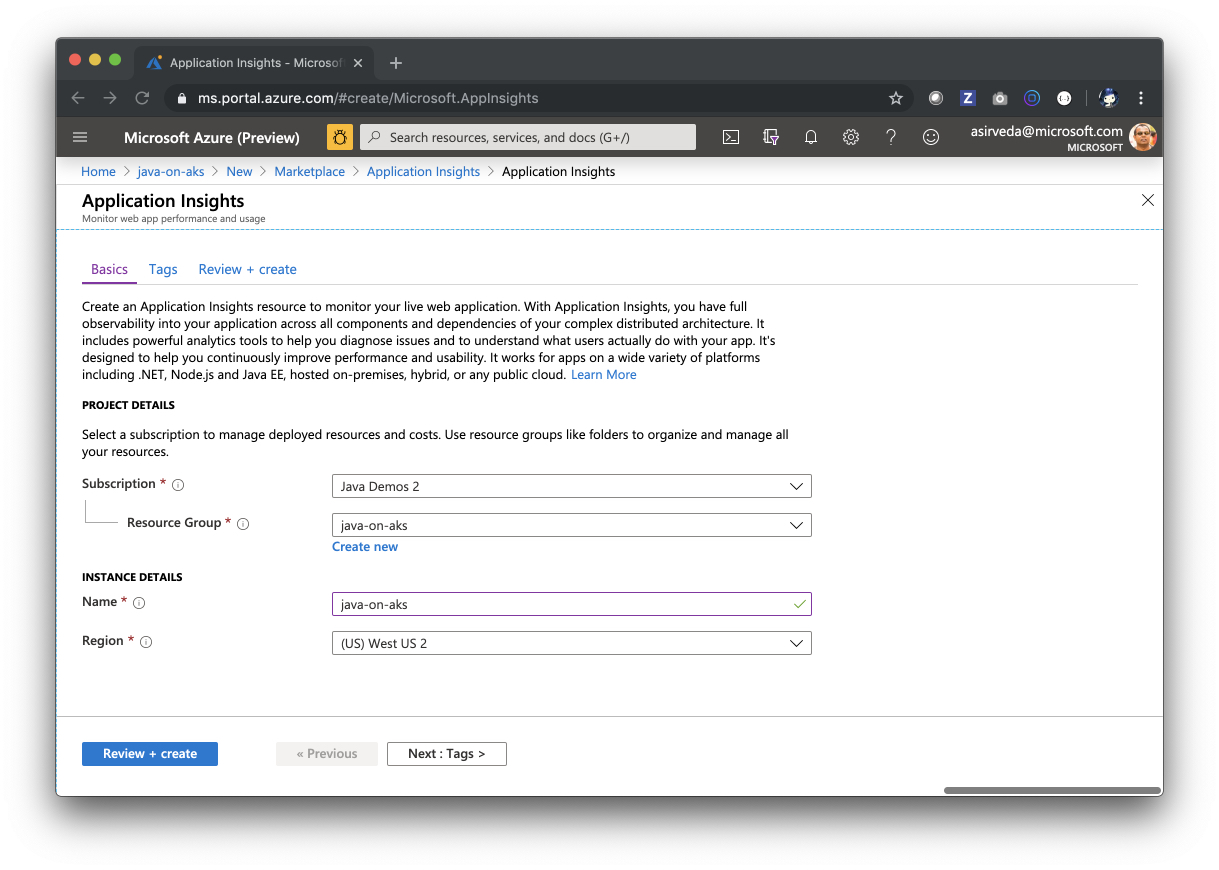 Application Insights - Microsof
ms.portal.azure.com/#create/Microsoft.AppInsights
Z
Microsoft Azure (Preview)
Search resources, services, and docs (G+/)
asirveda@microsoft.com
MICROSOFT
Home > java-on-aks > New > Marketplace > Application Insights > Application Insights
Application Insights
Monitor web app performance and usage
Basics Tags Review + create
Create an Application Insights resource to monitor your live web application. With Application Insights, you have full
observability into your application across all components and dependencies of your complex distributed architecture. It
includes powerful analytics tools to help you diagnose issues and to understand what users actually do with your app. It's
designed to help you continuously improve performance and usability. It works for apps on a wide variety of platforms
including .NET, Node.js and Java EE, hosted on-premises, hybrid, or any public cloud. Learn More
PROJECT DETAILS
Select a subscription to manage deployed resources and costs. Use resource groups like folders to organize and manage all
your resources.
Subscription * Java Demos 2
Resource Group * java-on-aks
Create new
INSTANCE DETAILS
Name * java-on-aks
Region * (US) West US 2
Review + create « Previous Next : Tags >